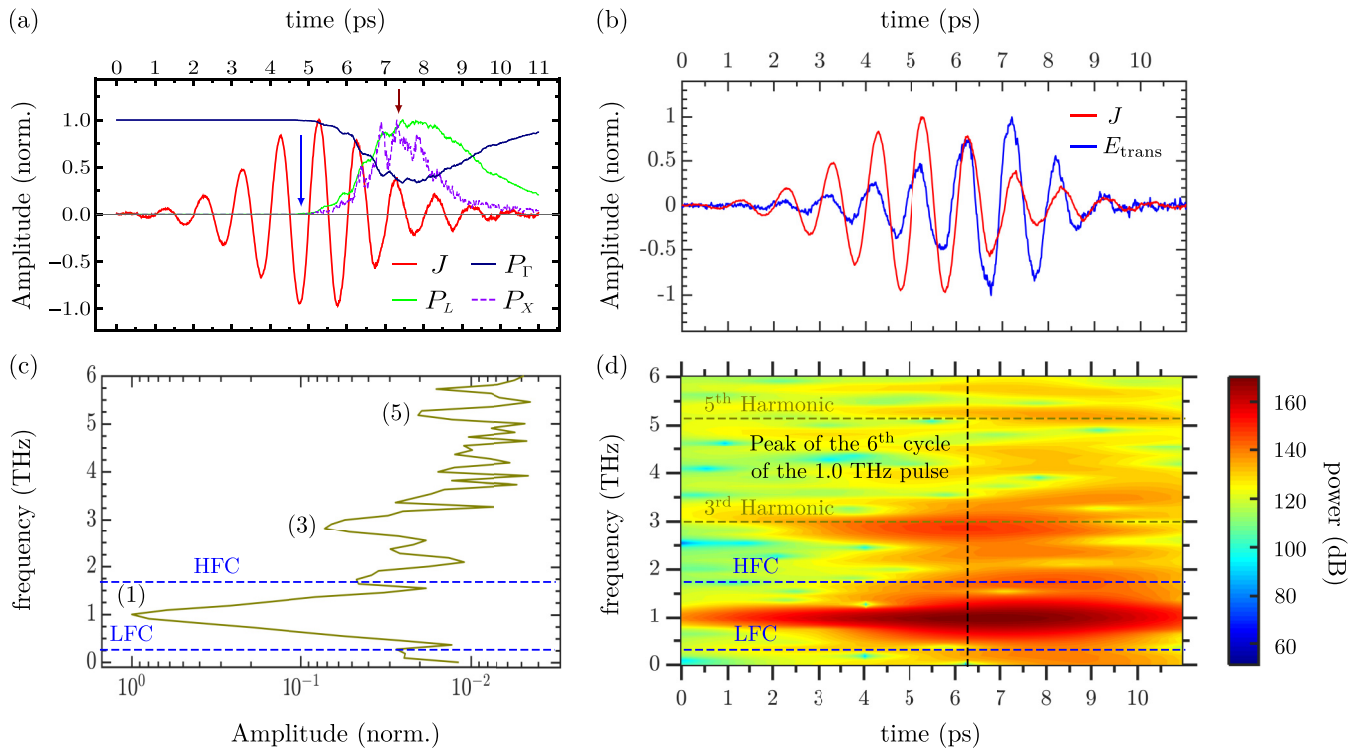 (a)
time (ps)
0 1 2 3 4 5 6 7 8 9 10 11
Amplitude (norm.)
1.0
0.5
0.0
-0.5
-1.0
J
P_Γ
P_L
P_X
(b)
time (ps)
0 1 2 3 4 5 6 7 8 9 10
Amplitude (norm.)
1
0.5
0
-0.5
-1
J
E_trans
(c)
frequency (THz)
6
5
4
3
2
1
0
(5)
(3)
HFC
(1)
LFC
10^0 10^-1 10^-2
Amplitude (norm.)
(d)
frequency (THz)
6
5
4
3
2
1
0
5th Harmonic
Peak of the 6th cycle
of the 1.0 THz pulse
3rd Harmonic
HFC
LFC
0 1 2 3 4 5 6 7 8 9 10
time (ps)
160
140
120
100
80
60
power (dB)